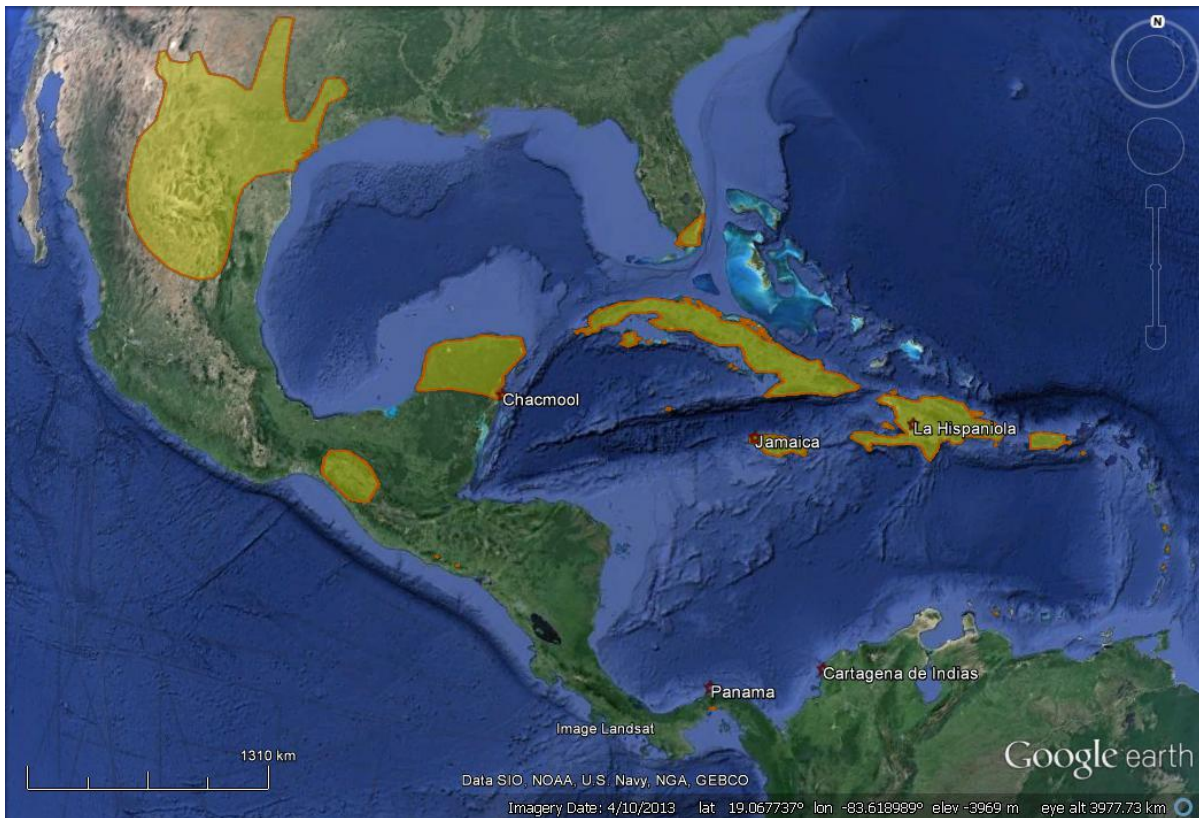 N
Chacmool
La Hispaniola
Jamaica
Cartagena de Indias
Panama
Image Landsat
1310 km
Google earth
Data SIO, NOAA, U.S. Navy, NGA, GEBCO
Imagery Date: 4/10/2013 lat 19.067737° lon -83.618989° elev -3969 m eye alt 3977.73 km